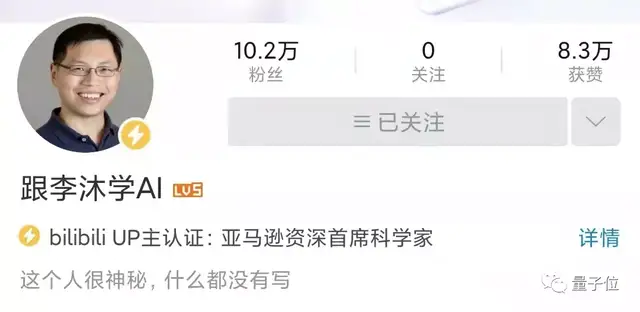 10.2万 0 8.3万
粉丝 关注 获赞
已关注
跟李沐学AI LV5
bilibili UP主认证：亚马逊资深首席科学家 详情
这个人很神秘，什么都没有写
量子位